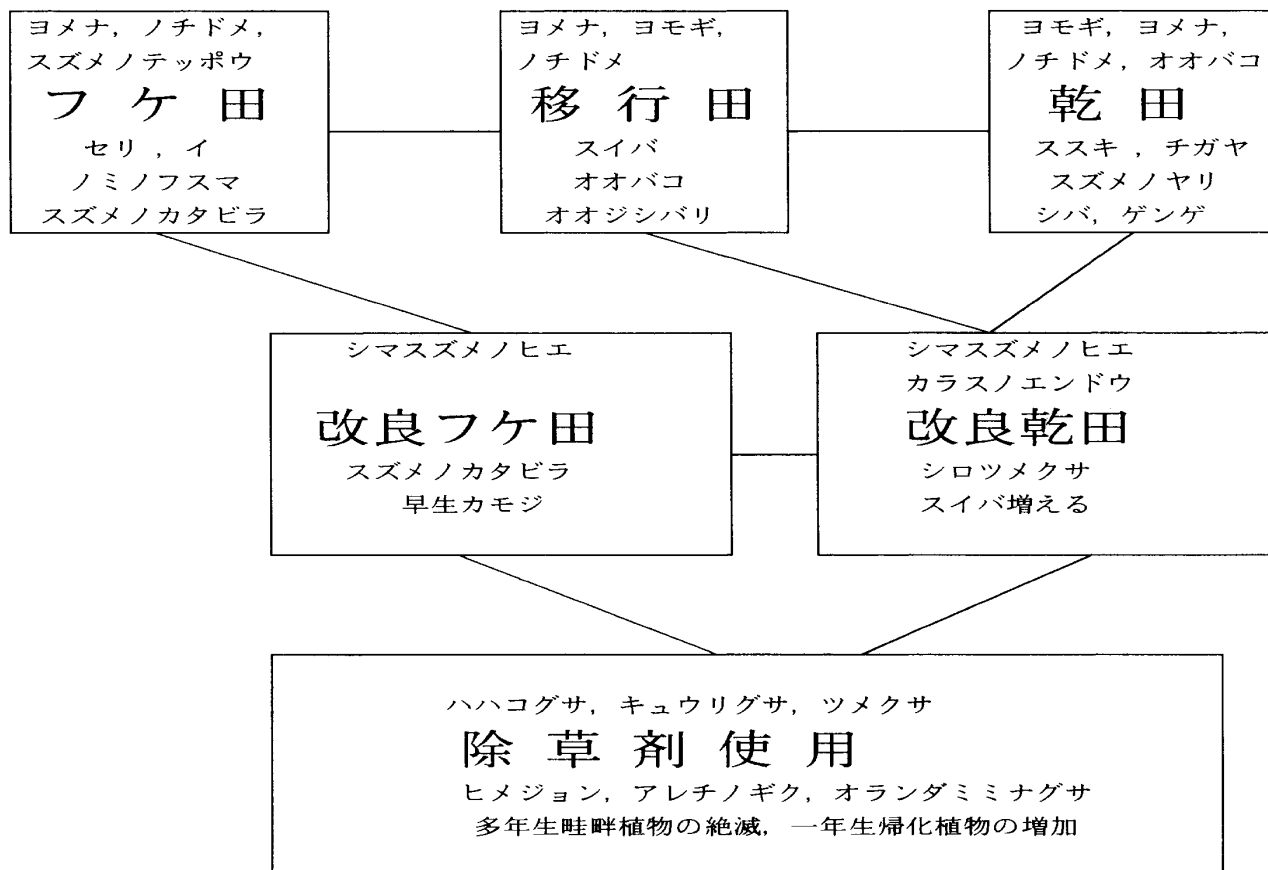 ヨメナ, ノチドメ,
スズメノテッポウ
フケ田
セリ , イ
ノミノフスマ
スズメノカタビラ
ヨメナ, ヨモギ,
ノチドメ
移行田
スイバ
オオバコ
オオジシバリ
ヨモギ, ヨメナ,
ノチドメ, オオバコ
乾田
ススキ , チガヤ
スズメノヤリ
シバ, ゲンゲ
シマスズメノヒエ
改良フケ田
スズメノカタビラ
早生カモジ
シマスズメノヒエ
カラスノエンドウ
改良乾田
シロツメクサ
スイバ増える
ハハコグサ, キュウリグサ, ツメクサ
除草剤使用
ヒメジョン, アレチノギク, オランダミミナグサ
多年生畦畔植物の絶滅, 一年生帰化植物の増加